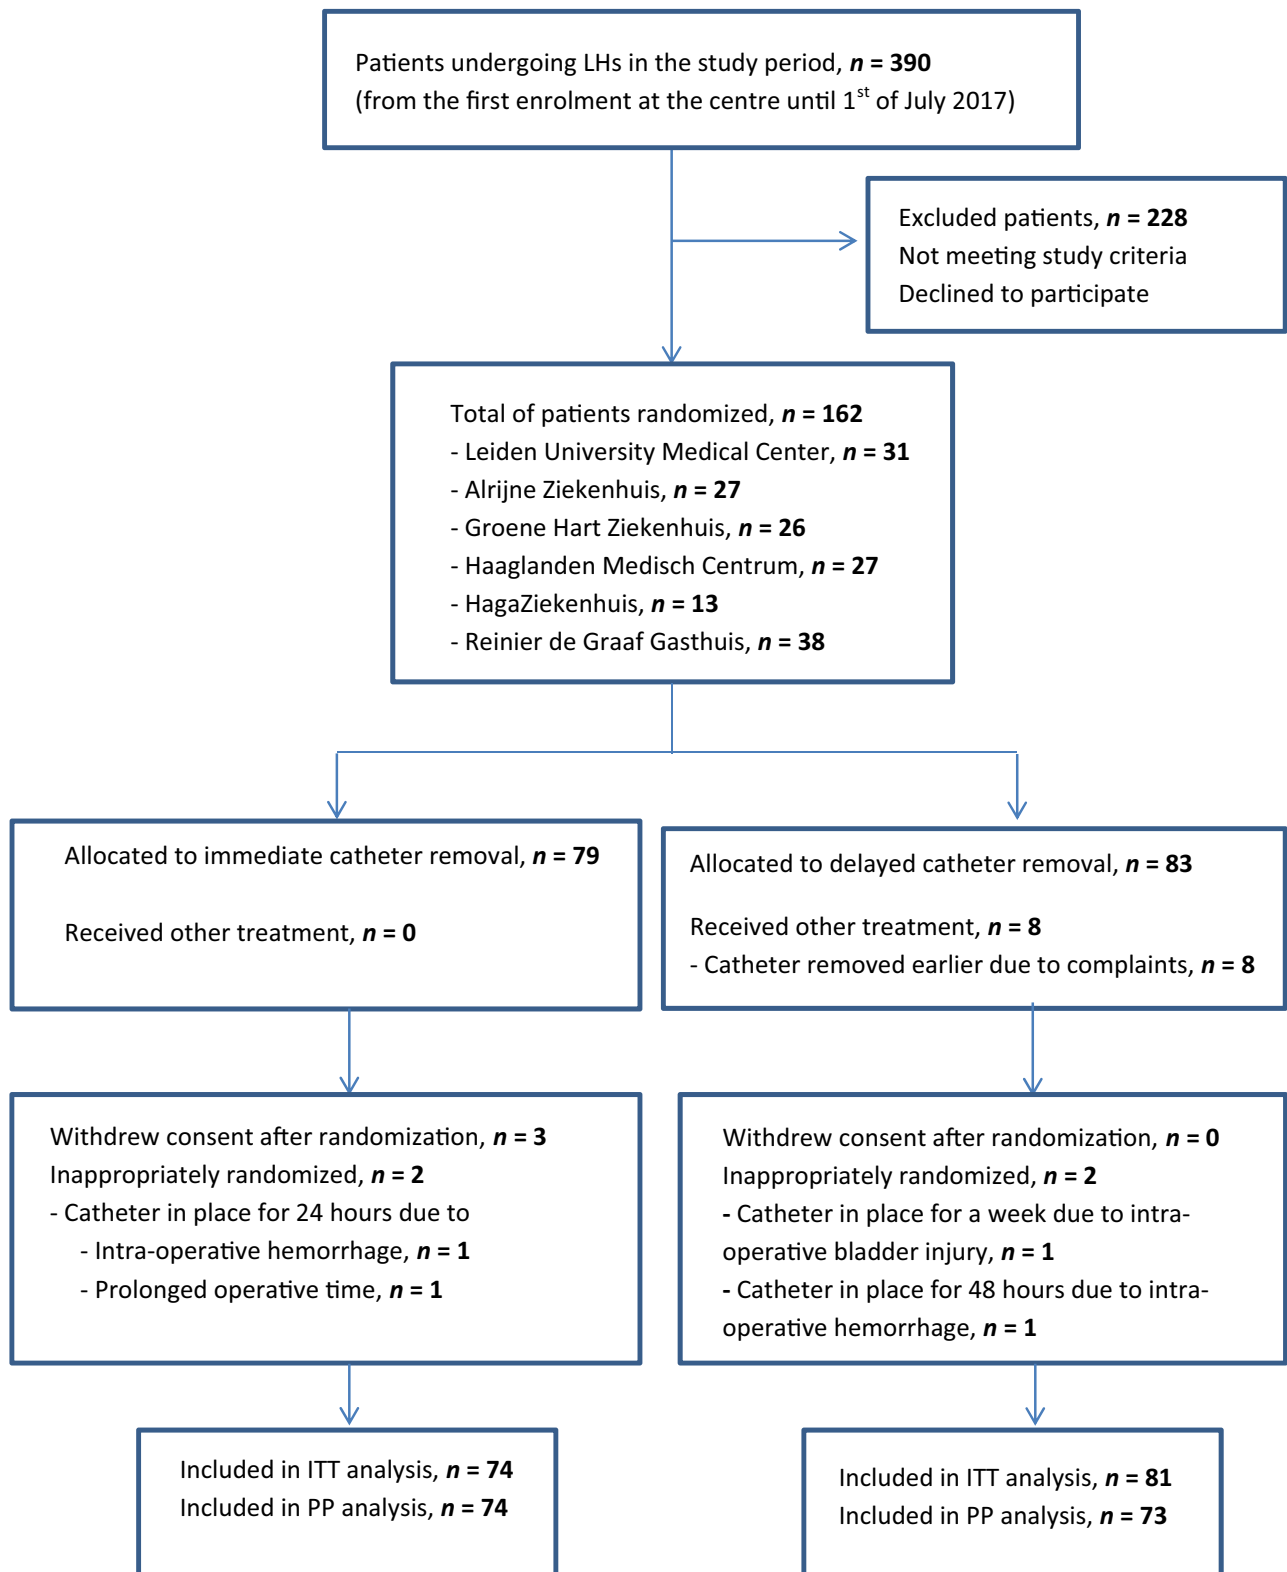 Patients undergoing LHs in the study period, n = 390
(from the first enrolment at the centre until 1st of July 2017)
Excluded patients, n = 228
Not meeting study criteria
Declined to participate
Total of patients randomized, n = 162
- Leiden University Medical Center, n = 31
- Alrijne Ziekenhuis, n = 27
- Groene Hart Ziekenhuis, n = 26
- Haaglanden Medisch Centrum, n = 27
- HagaZiekenhuis, n = 13
- Reinier de Graaf Gasthuis, n = 38
Allocated to immediate catheter removal, n = 79
Received other treatment, n = 0
Allocated to delayed catheter removal, n = 83
Received other treatment, n = 8
- Catheter removed earlier due to complaints, n = 8
Withdrew consent after randomization, n = 3
Inappropriately randomized, n = 2
- Catheter in place for 24 hours due to
- Intra-operative hemorrhage, n = 1
- Prolonged operative time, n = 1
Withdrew consent after randomization, n = 0
Inappropriately randomized, n = 2
- Catheter in place for a week due to intra-
operative bladder injury, n = 1
- Catheter in place for 48 hours due to intra-
operative hemorrhage, n = 1
Included in ITT analysis, n = 74
Included in PP analysis, n = 74
Included in ITT analysis, n = 81
Included in PP analysis, n = 73